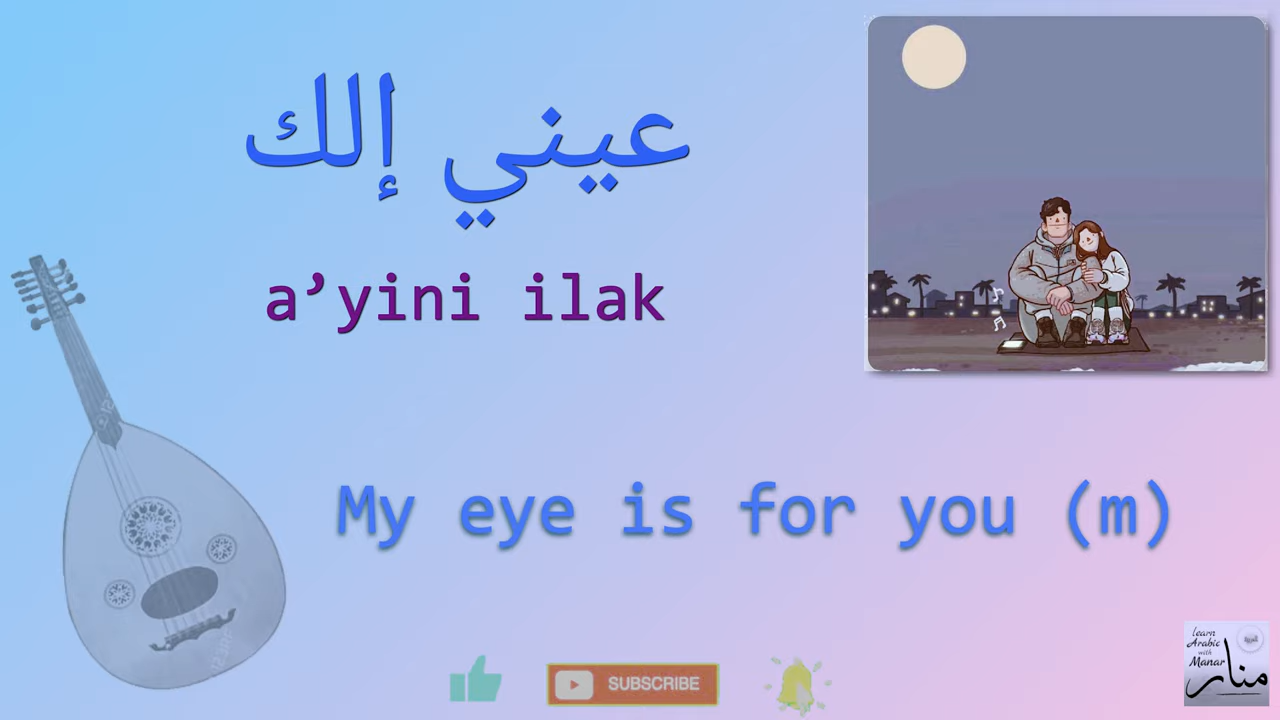 عيني إلك
a’yini ilak
My eye is for you (m)
SUBSCRIBE
learn
Arabic
with
Manar
منار